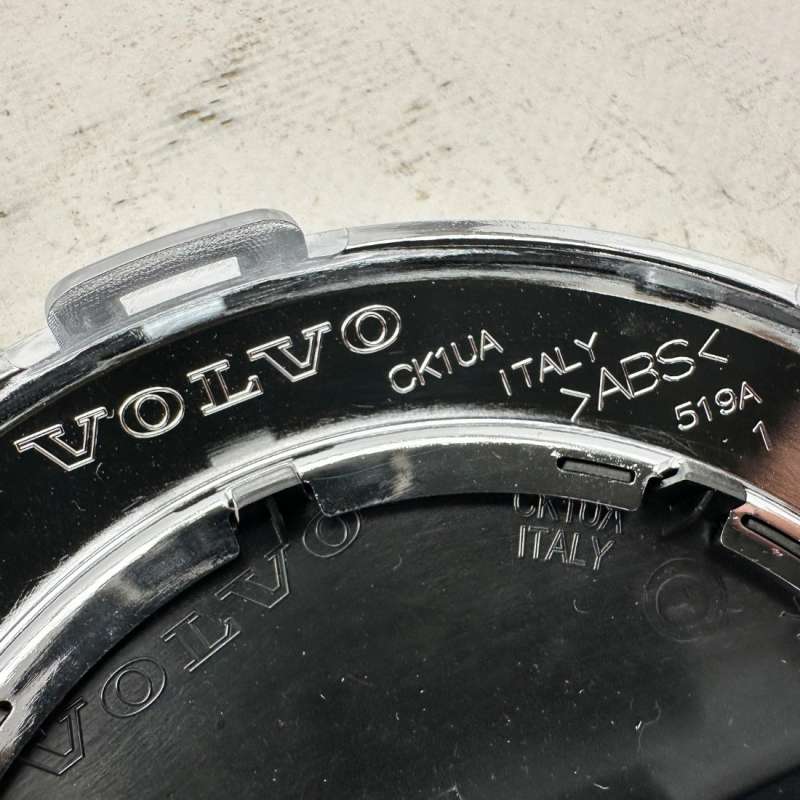 VOLVO CK1UA ITALY >ABS< 519A
1
VOLVO CK1UA
ITALY